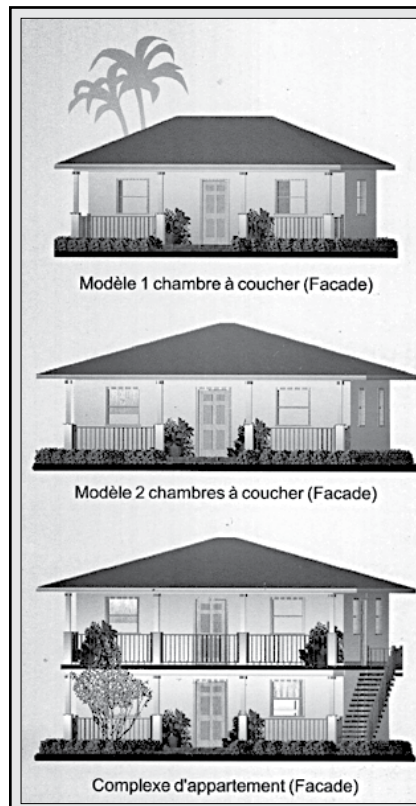 Modèle 1 chambre à coucher (Facade)
Modèle 2 chambres à coucher (Facade)
Complexe d'appartement (Facade)